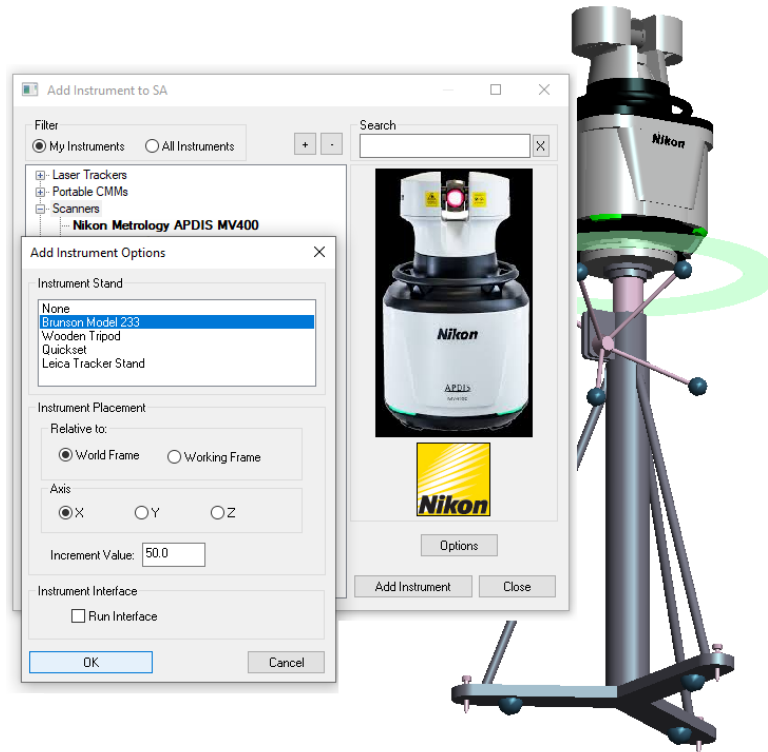 Add Instrument to SA
Filter
My Instruments
All Instruments
+
-
Search
X
Laser Trackers
Portable CMMs
Scanners
Nikon Metrology APDIS MV400
Add Instrument Options
Instrument Stand
None
Brunson Model 233
Wooden Tripod
Quickset
Leica Tracker Stand
Instrument Placement
Relative to:
World Frame
Working Frame
Axis
X
Y
Z
Increment Value:
50.0
Instrument Interface
Run Interface
OK
Cancel
Nikon
APDIS
Nikon
Options
Add Instrument
Close
Nikon